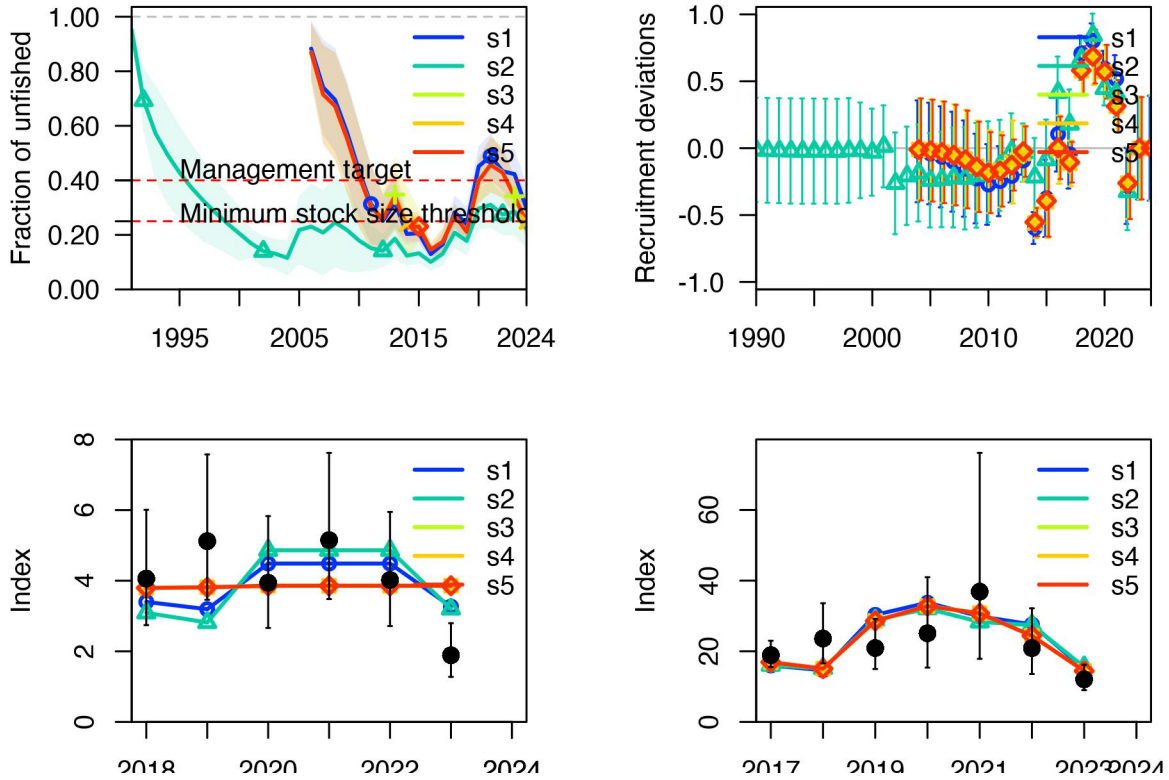 Fraction of unfished
1.00
0.80
0.60
0.40
0.20
0.00
s1
s2
s3
s4
s5
Management target
Minimum stock size threshold
1995
2005
2015
2024
Recruitment deviations
1.0
0.5
0.0
-0.5
-1.0
s1
s2
s3
s4
s5
1990
2000
2010
2020
Index
8
6
4
2
0
s1
s2
s3
s4
s5
2018
2020
2022
2024
Index
60
40
20
0
s1
s2
s3
s4
s5
2017
2019
2021
2023
2024